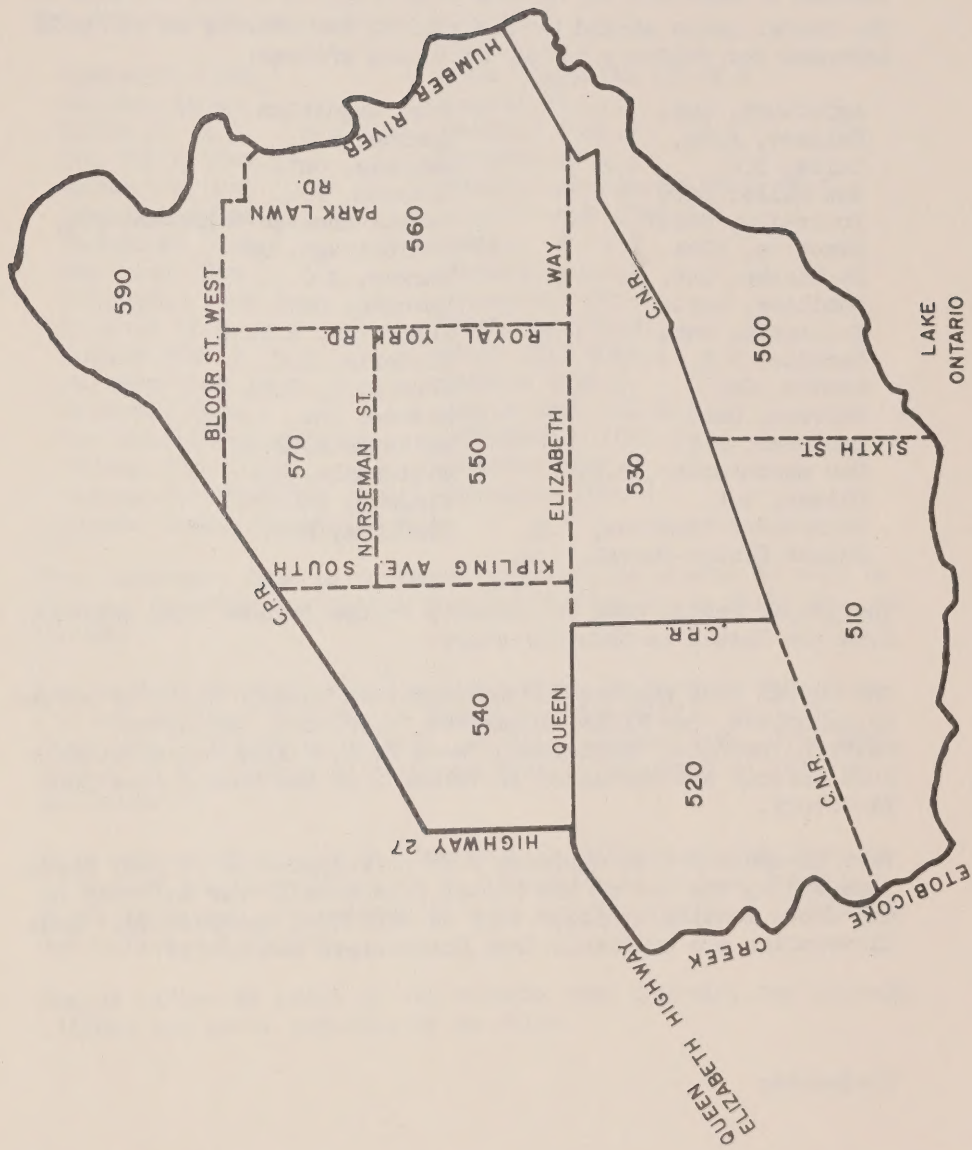 HUMBER RIVER
590
BLOOR ST. WEST
PARK LAWN
RD.
560
570
NORSEMAN ST.
ROYAL YORK RD.
550
KIPLING AVE. SOUTH
C.P.R.
540
HIGHWAY 27
QUEEN ELIZABETH WAY
530
C.N.R.
500
LAKE
ONTARIO
SIXTH ST.
C.P.R.
520
510
C.N.R.
QUEEN
ELIZABETH HIGHWAY
ETOBICOKE CREEK